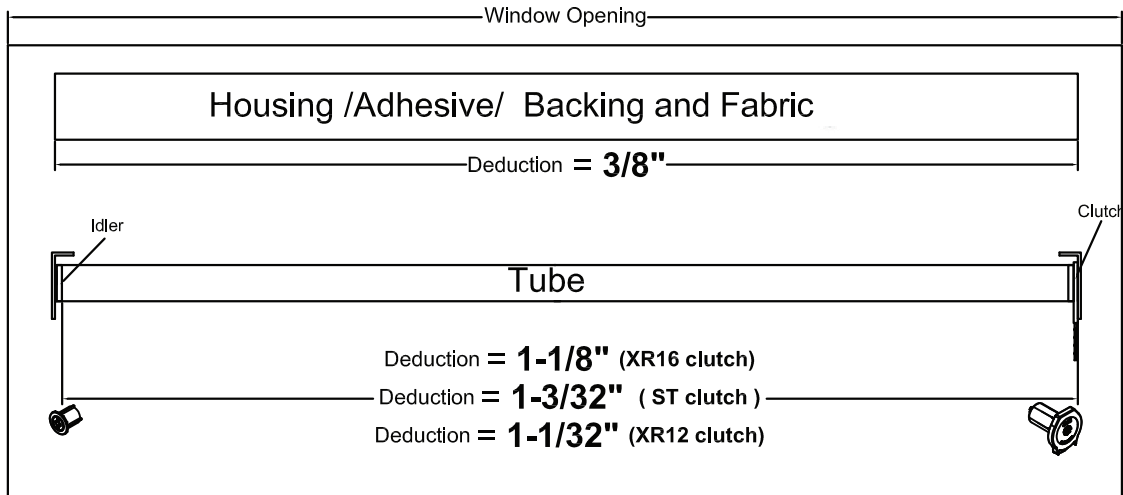 Window Opening
Housing /Adhesive/ Backing and Fabric
Deduction = 3/8"
Idler
Clutch
Tube
Deduction = 1-1/8" (XR16 clutch)
Deduction = 1-3/32" ( ST clutch )
Deduction = 1-1/32" (XR12 clutch)